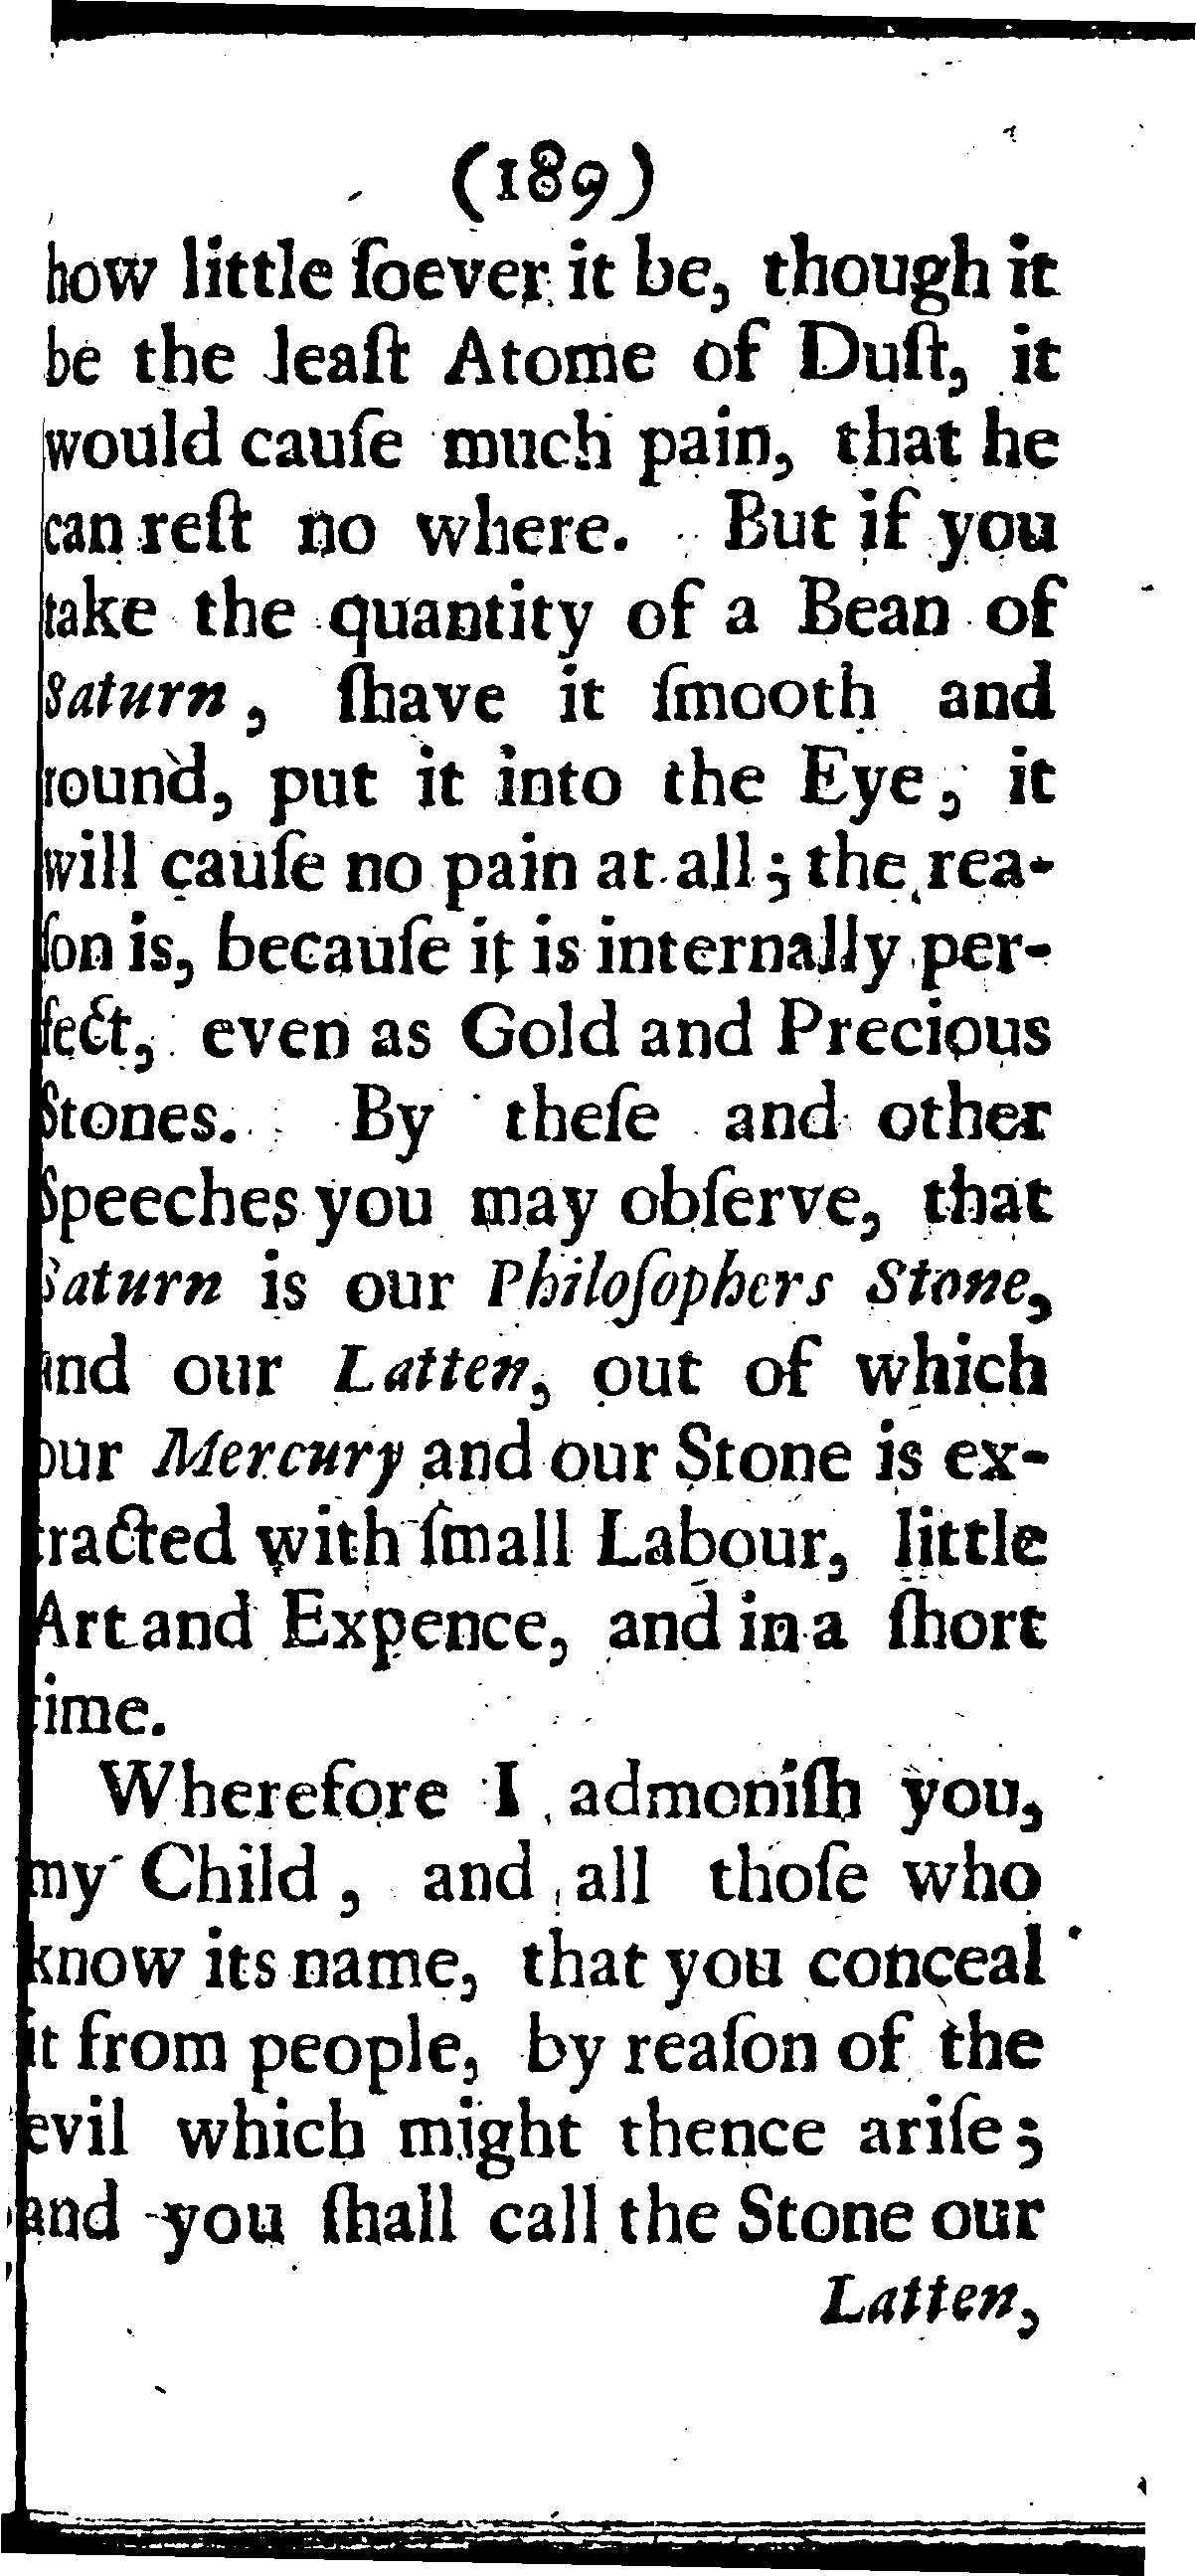 (189)
how little ſoever it be, though it
be the leaſt Atome of Duſt, it
would cauſe much pain, that he
can reſt no where. But if you
take the quantity of a Bean of
Saturn, ſhave it ſmooth and
round, put it into the Eye, it
will cauſe no pain at all; the rea-
ſon is, becauſe it is internally per-
fect, even as Gold and Precious
Stones. By theſe and other
Speeches you may obſerve, that
Saturn is our Philoſophers Stone,
and our Latten, out of which
our Mercury and our Stone is ex-
tracted with ſmall Labour, little
Art and Expence, and in a ſhort
time.
Wherefore I admoniſh you,
my Child, and all thoſe who
know its name, that you conceal
it from people, by reaſon of the
evil which might thence ariſe;
and you ſhall call the Stone our
Latten,